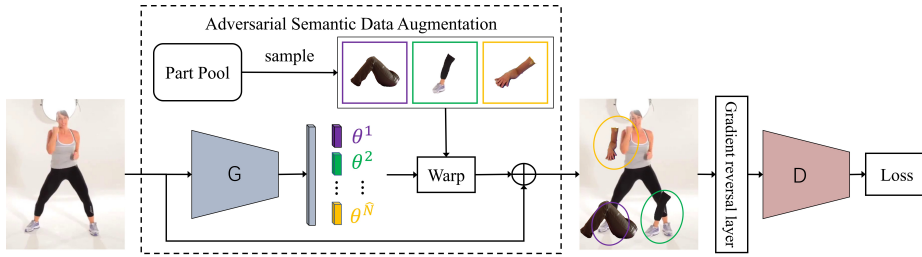 Adversarial Semantic Data Augmentation
Part Pool
sample
G
θ¹
θ²
⋮ ⋮
θ^N̂
Warp
Gradient reversal layer
D
Loss